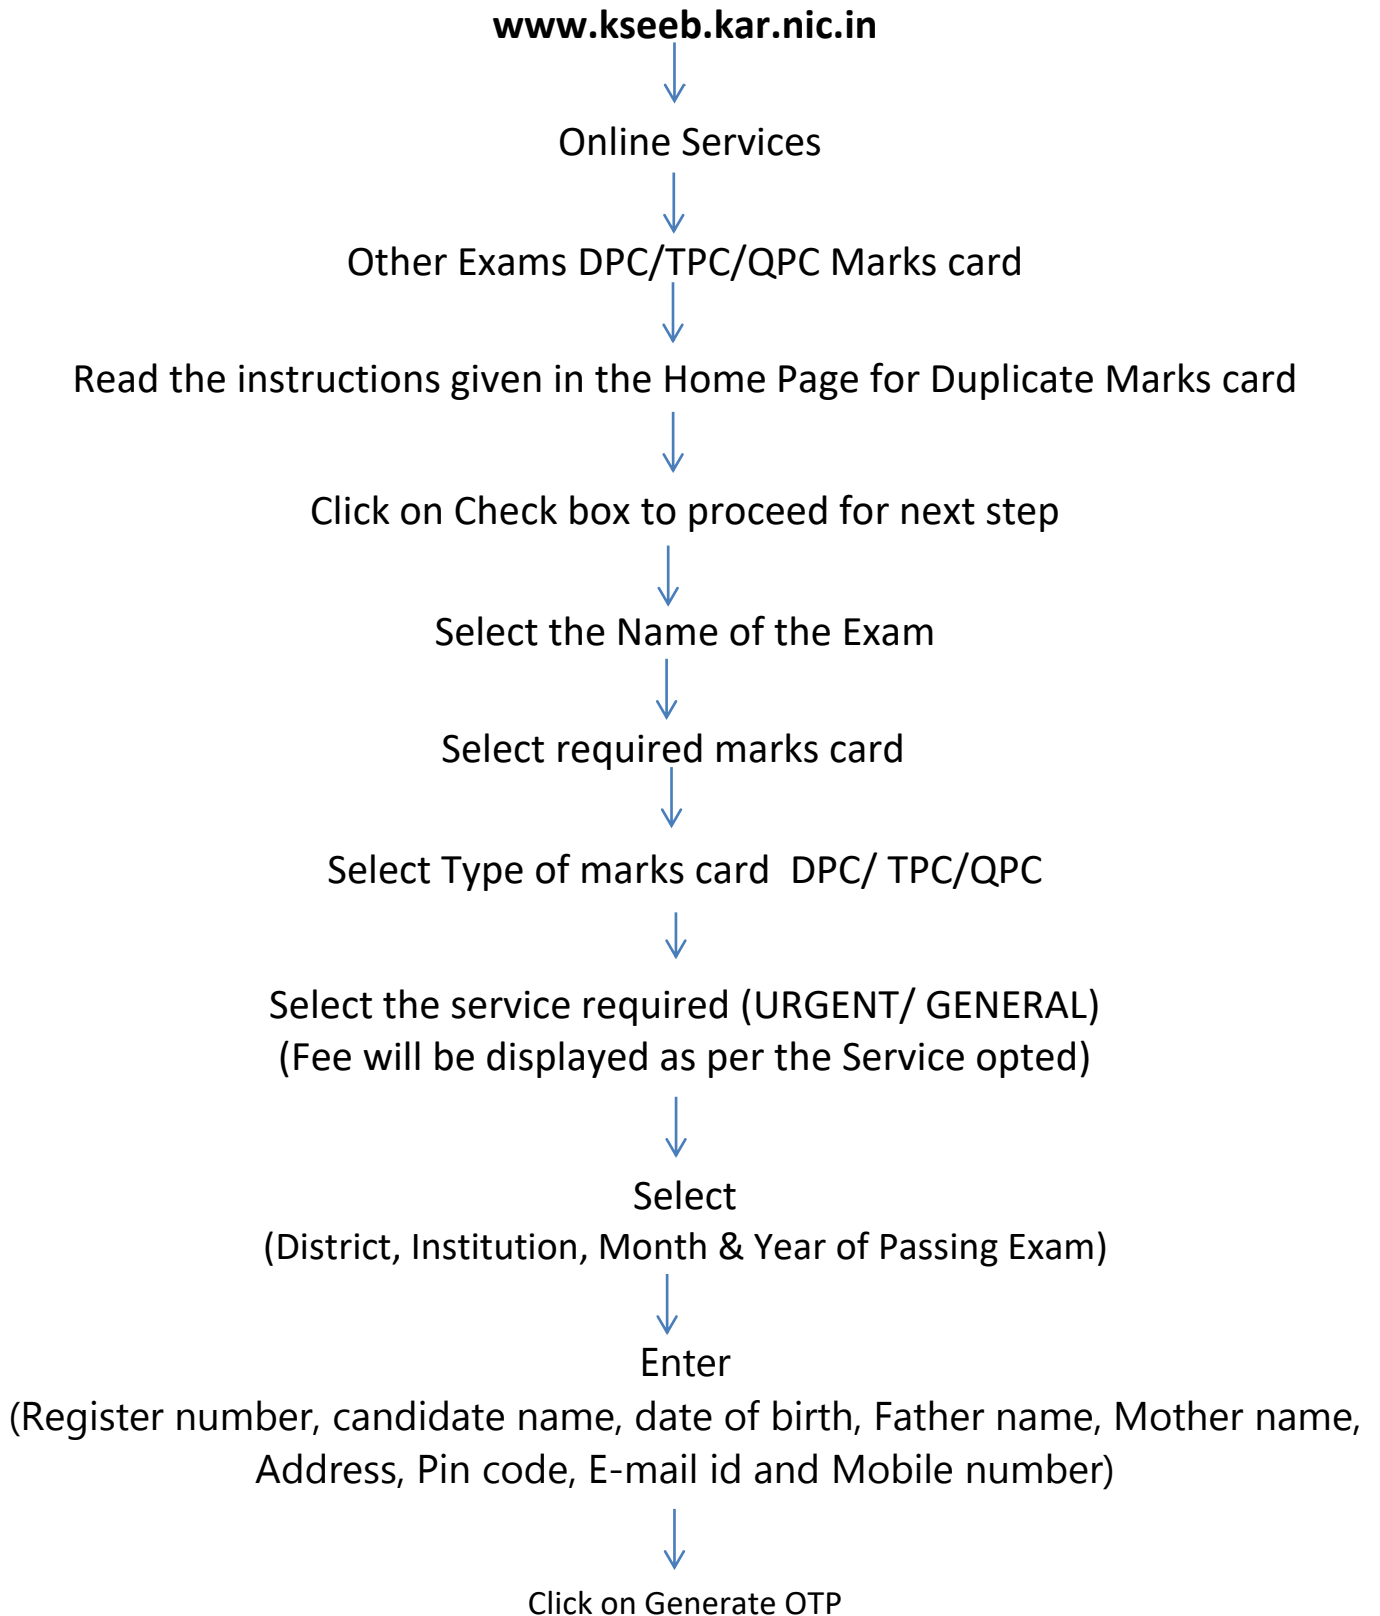 www.kseeb.kar.nic.in
Online Services
Other Exams DPC/TPC/QPC Marks card
Read the instructions given in the Home Page for Duplicate Marks card
Click on Check box to proceed for next step
Select the Name of the Exam
Select required marks card
Select Type of marks card  DPC/ TPC/QPC
Select the service required (URGENT/ GENERAL)
(Fee will be displayed as per the Service opted)
Select
(District, Institution, Month & Year of Passing Exam)
Enter
(Register number, candidate name, date of birth, Father name, Mother name,
Address, Pin code, E-mail id and Mobile number)
Click on Generate OTP